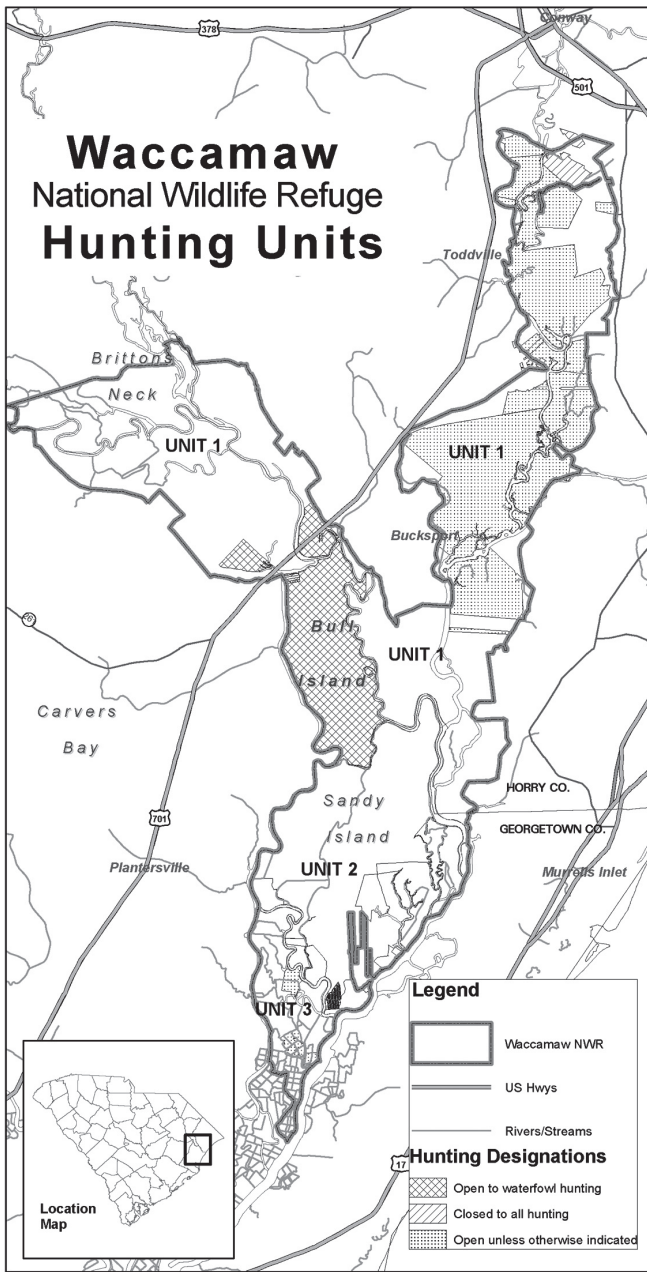 Conway
378
501
Waccamaw
National Wildlife Refuge
Hunting Units
Toddville
Brittons
Neck
UNIT 1
UNIT 1
Bucksport
Bull
UNIT 1
Island
Carvers
Bay
Sandy
HORRY CO.
701
GEORGETOWN CO.
Island
Plantersville
UNIT 2
Murrells Inlet
UNIT 3
Legend
Waccamaw NWR
US Hwys
Rivers/Streams
17
Hunting Designations
Open to waterfowl hunting
Closed to all hunting
Open unless otherwise indicated
Location
Map